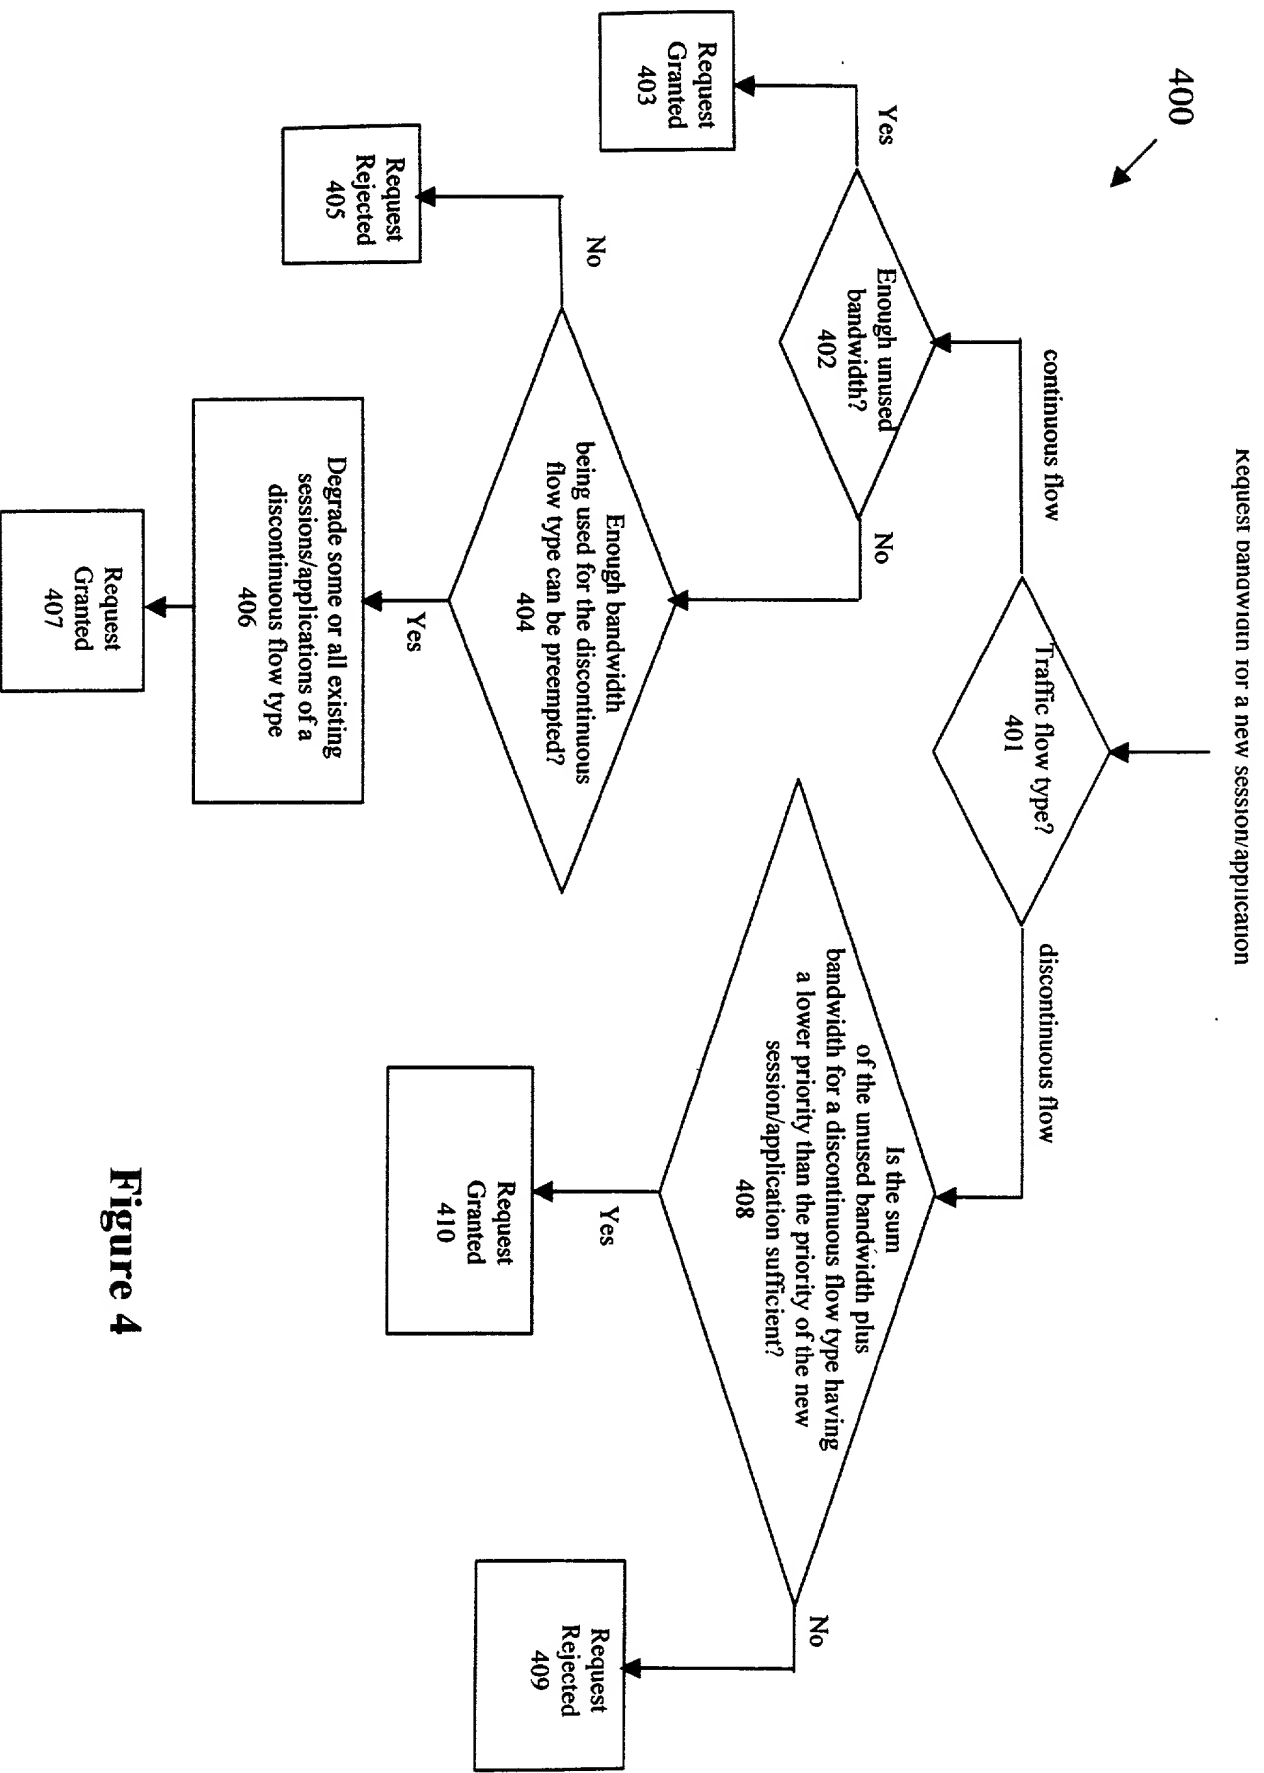 400
Request bandwidth for a new session/application
Traffic flow type?
401
continuous flow
discontinuous flow
Enough unused
bandwidth?
402
Yes
No
Request
Granted
403
Enough bandwidth
being used for the discontinuous
flow type can be preempted?
404
No
Yes
Request
Rejected
405
Degrade some or all existing
sessions/applications of a
discontinuous flow type
406
Request
Granted
407
Is the sum
of the unused bandwidth plus
bandwidth for a discontinuous flow type having
a lower priority than the priority of the new
session/application sufficient?
408
Yes
No
Request
Granted
410
Request
Rejected
409
Figure 4